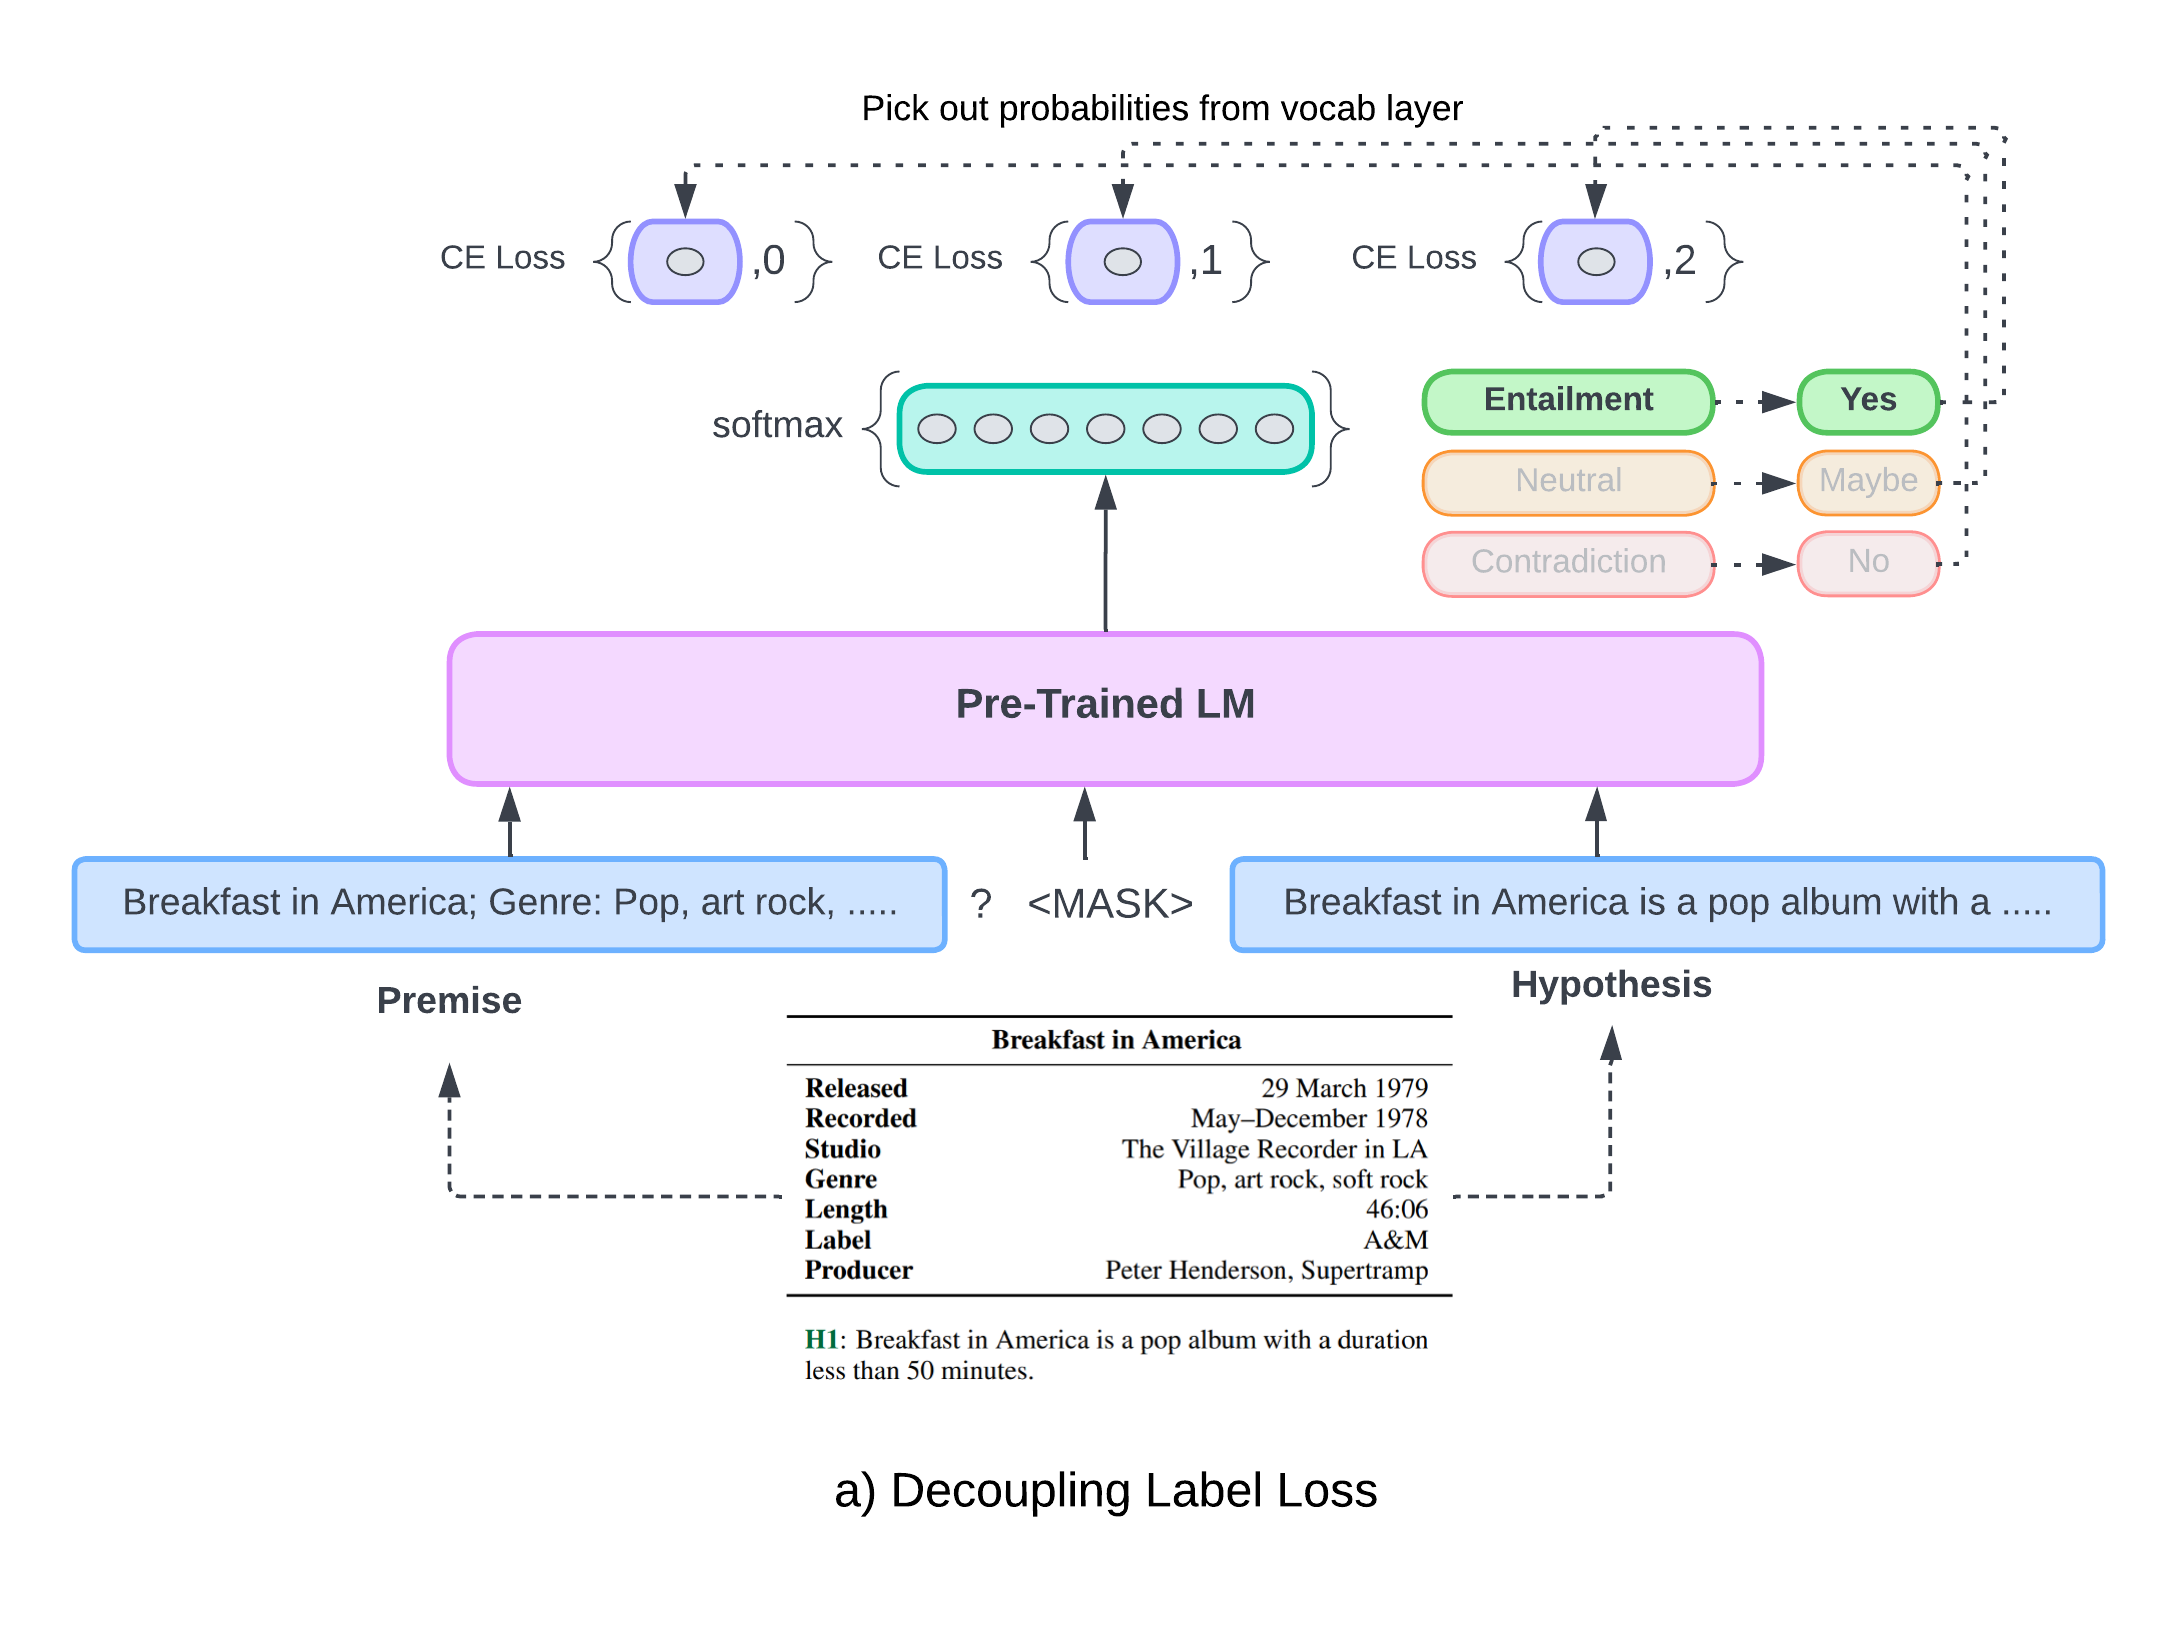 Pick out probabilities from vocab layer
CE Loss { ,0 } CE Loss { ,1 } CE Loss { ,2 }
softmax { }
Entailment Yes
Neutral Maybe
Contradiction No
Pre-Trained LM
Breakfast in America; Genre: Pop, art rock, ..... ? <MASK> Breakfast in America is a pop album with a .....
Premise
Hypothesis
Breakfast in America
Released 29 March 1979
Recorded May–December 1978
Studio The Village Recorder in LA
Genre Pop, art rock, soft rock
Length 46:06
Label A&M
Producer Peter Henderson, Supertramp
H1: Breakfast in America is a pop album with a duration
less than 50 minutes.
a) Decoupling Label Loss